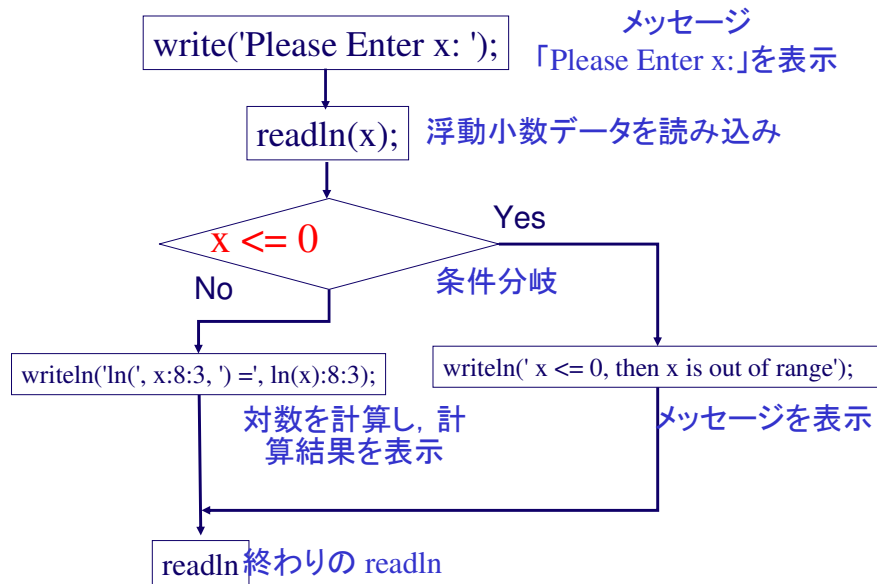 write('Please Enter x: ');
メッセージ
「Please Enter x:」を表示
readln(x);
浮動小数データを読み込み
x <= 0
Yes
No
条件分岐
writeln('ln(', x:8:3, ') =', ln(x):8:3);
writeln(' x <= 0, then x is out of range');
対数を計算し，計
算結果を表示
メッセージを表示
readln
終わりの readln